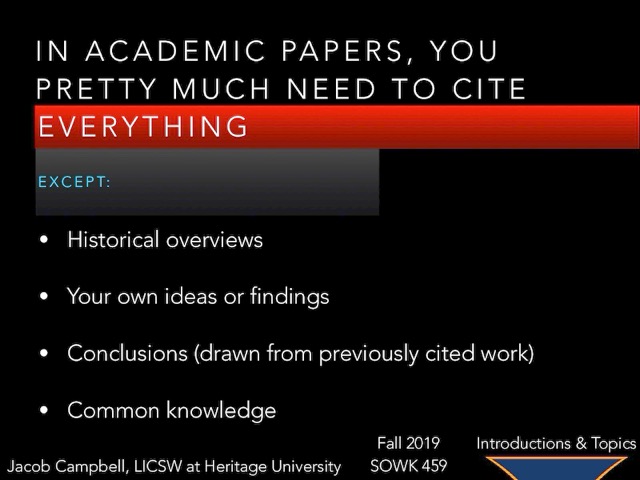 IN ACADEMIC PAPERS, YOU
PRETTY MUCH NEED TO CITE
EVERYTHING
EXCEPT:
• Historical overviews
• Your own ideas or findings
• Conclusions (drawn from previously cited work)
• Common knowledge
Fall 2019 Introductions & Topics
Jacob Campbell, LICSW at Heritage University SOWK 459